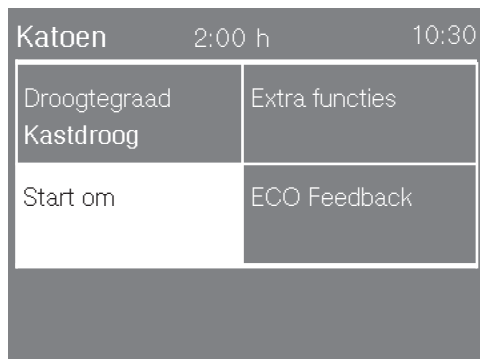 Katoen 2:00 h 10:30
Droogtegraad Extra functies
Kastdroog
Start om ECO Feedback